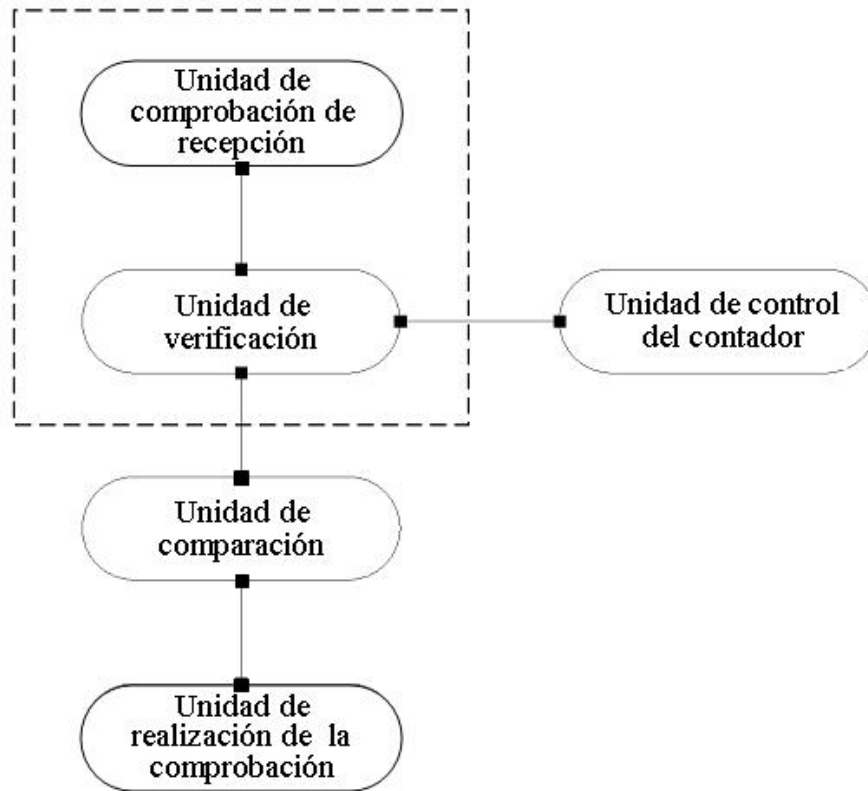 Unidad de
comprobación de
recepción
Unidad de
verificación
Unidad de control
del contador
Unidad de
comparación
Unidad de
realización de la
comprobación